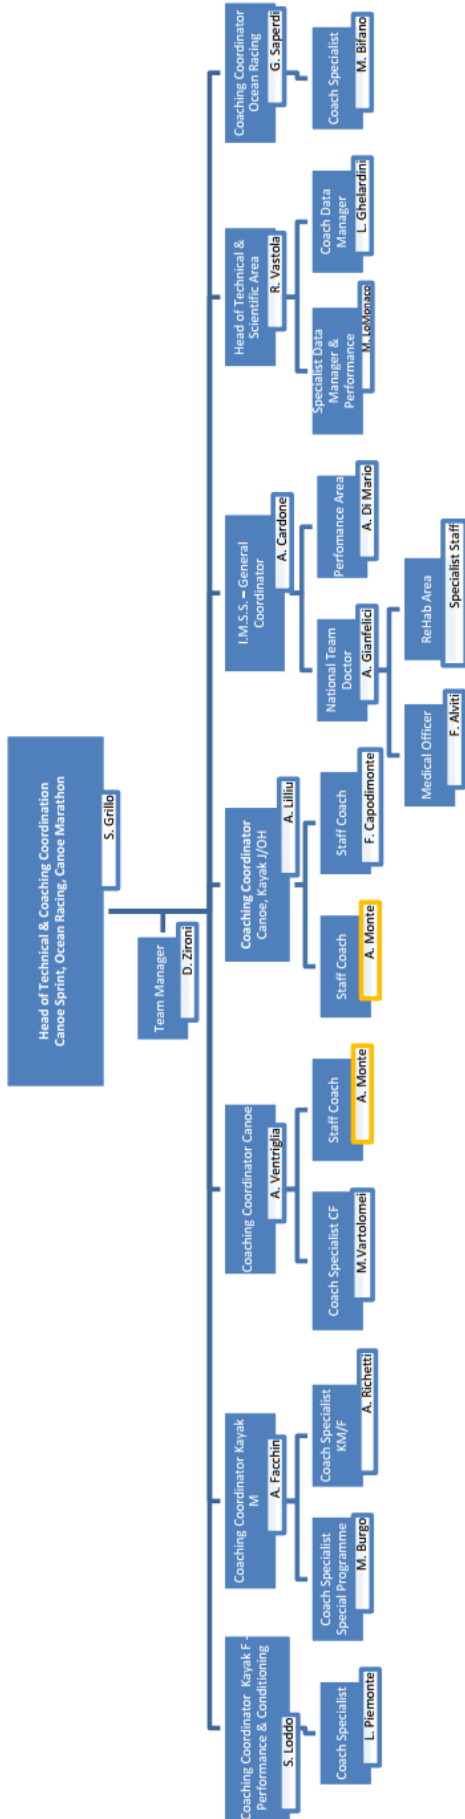 Head of Technical & Coaching Coordination
Canoe Sprint, Ocean Racing, Canoe Marathon
S. Grillo
Team Manager
D. Zironi
Coaching Coordinator Kayak F -
Performance & Conditioning
S. Loddo
Coach Specialist
L. Piemonte
Coaching Coordinator Kayak
M
A. Facchin
Coach Specialist
Special Programme
M. Burgo
Coach Specialist
KM/F
A. Richetti
Coaching Coordinator Canoe
A. Ventriglia
Coach Specialist CF
M.Vartolomei
Staff Coach
A. Monte
Coaching Coordinator
Canoe, Kayak J/OH
A. Lilliu
Staff Coach
A. Monte
Staff Coach
F. Capodimonte
I.M.S.S. – General
Coordinator
A. Cardone
National Team
Doctor
A. Gianfelici
Medical Officer
F. Alviti
ReHab Area
Specialist Staff
Perfomance Area
A. Di Mario
Head of Technical &
Scientific Area
R. Vastola
Specialist Data
Manager &
Performance
M. LoMonaco
Coach Data
Manager
L. Ghelardini
Coaching Coordinator
Ocean Racing
G. Saperdi
Coach Specialist
M. Bifano